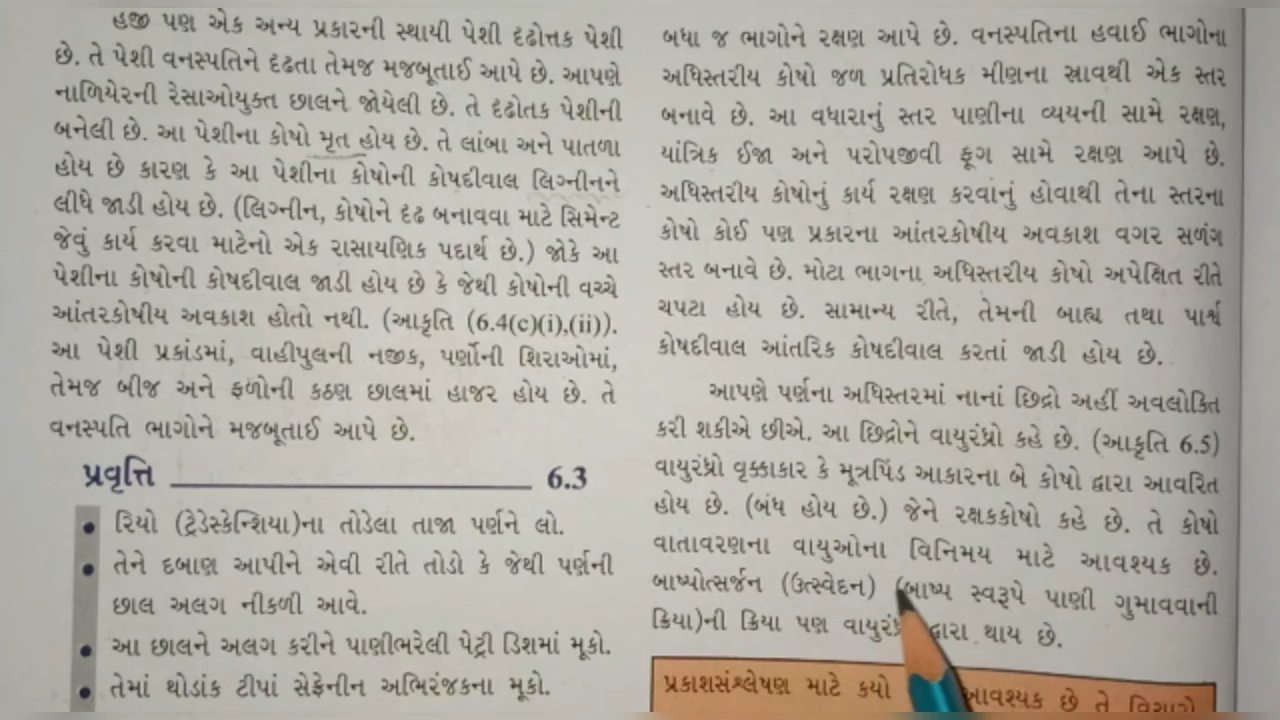 હજી પણ એક અન્ય પ્રકારની સ્થાયી પેશી દૃઢોત્તક પેશી
છે. તે પેશી વનસ્પતિને દૃઢતા તેમજ મજબૂતાઈ આપે છે. આપણે
નાળિયેરની રેસાઓયુક્ત છાલને જોયેલી છે. તે દૃઢોતક પેશીની
બનેલી છે. આ પેશીના કોષો મૃત હોય છે. તે લાંબા અને પાતળા
હોય છે કારણ કે આ પેશીના કોષોની કોષદીવાલ લિગ્નીનને
લીધે જાડી હોય છે. (લિગ્નીન, કોષોને દૃઢ બનાવવા માટે સિમેન્ટ
જેવું કાર્ય કરવા માટેનો એક રાસાયણિક પદાર્થ છે.) જોકે આ
પેશીના કોષોની કોષદીવાલ જાડી હોય છે કે જેથી કોષોની વચ્ચે
આંતરકોષીય અવકાશ હોતો નથી. (આકૃતિ (6.4(c)(i),(ii)).
આ પેશી પ્રકાંડમાં, વાહીપુલની નજીક, પર્ણોની શિરાઓમાં,
તેમજ બીજ અને ફળોની કઠણ છાલમાં હાજર હોય છે. તે
વનસ્પતિ ભાગોને મજબૂતાઈ આપે છે.
પ્રવૃત્તિ 6.3
• રિયો (ટ્રેડેસ્કેન્શિયા)ના તોડેલા તાજા પર્ણને લો.
• તેને દબાણ આપીને એવી રીતે તોડો કે જેથી પર્ણની
છાલ અલગ નીકળી આવે.
• આ છાલને અલગ કરીને પાણીભરેલી પેટ્રી ડિશમાં મૂકો.
• તેમાં થોડાંક ટીપાં સેફ્રેનીન અભિરંજકના મૂકો.
બધા જ ભાગોને રક્ષણ આપે છે. વનસ્પતિના હવાઈ ભાગોના
અધિસ્તરીય કોષો જળ પ્રતિરોધક મીણના સ્રાવથી એક સ્તર
બનાવે છે. આ વધારાનું સ્તર પાણીના વ્યયની સામે રક્ષણ,
યાંત્રિક ઈજા અને પરોપજીવી ફૂગ સામે રક્ષણ આપે છે.
અધિસ્તરીય કોષોનું કાર્ય રક્ષણ કરવાનું હોવાથી તેના સ્તરના
કોષો કોઈ પણ પ્રકારના આંતરકોષીય અવકાશ વગર સળંગ
સ્તર બનાવે છે. મોટા ભાગના અધિસ્તરીય કોષો અપેક્ષિત રીતે
ચપટા હોય છે. સામાન્ય રીતે, તેમની બાહ્ય તથા પાર્શ્વ
કોષદીવાલ આંતરિક કોષદીવાલ કરતાં જાડી હોય છે.
આપણે પર્ણના અધિસ્તરમાં નાનાં છિદ્રો અહીં અવલોકિત
કરી શકીએ છીએ. આ છિદ્રોને વાયુરંધ્રો કહે છે. (આકૃતિ 6.5)
વાયુરંધ્રો વૃક્કાકાર કે મૂત્રપિંડ આકારના બે કોષો દ્વારા આવરિત
હોય છે. (બંધ હોય છે.) જેને રક્ષકકોષો કહે છે. તે કોષો
વાતાવરણના વાયુઓના વિનિમય માટે આવશ્યક છે.
બાષ્પોત્સર્જન (ઉત્સ્વેદન) (બાષ્પ સ્વરૂપે પાણી ગુમાવવાની
ક્રિયા)ની ક્રિયા પણ દ્વારા થાય છે.
પ્રકાશસંશ્લેષણ માટે કયો આવશ્યક છે તે